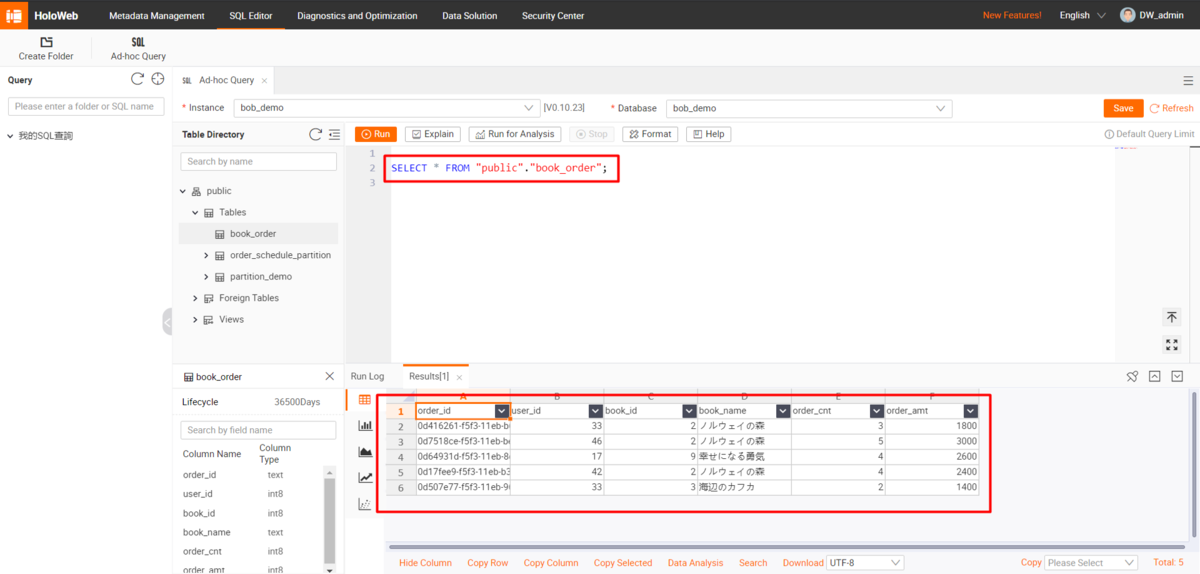 HoloWeb Metadata Management SQL Editor Diagnostics and Optimization Data Solution Security Center New Features! English DW_admin
Create Folder SQL Ad-hoc Query
Query
Please enter a folder or SQL name
我的SQL查詢
SQL Ad-hoc Query ×
* Instance bob_demo [V0.10.23] * Database bob_demo Save Refresh
Table Directory
Search by name
public
Tables
book_order
order_schedule_partition
partition_demo
Foreign Tables
Views
Run Explain Run for Analysis Stop Format Help Default Query Limit
1
2 SELECT * FROM "public"."book_order";
3
book_order
Lifecycle 36500Days
Search by field name
Column Name Column Type
order_id text
user_id int8
book_id int8
book_name text
order_cnt int8
order_amt int8
Run Log Results[1] ×
A B C D E F
1 order_id user_id book_id book_name order_cnt order_amt
2 0d416261-f5f3-11eb-b 33 2 ノルウェイの森 3 1800
3 0d7518ce-f5f3-11eb-b 46 2 ノルウェイの森 5 3000
4 0d64931d-f5f3-11eb-8 17 9 幸せになる勇気 4 2600
5 0d17fee9-f5f3-11eb-b3 42 2 ノルウェイの森 4 2400
6 0d507e77-f5f3-11eb-9 33 3 海辺のカフカ 2 1400
Hide Column Copy Row Copy Column Copy Selected Data Analysis Search Download UTF-8 Copy Please Select Total: 5